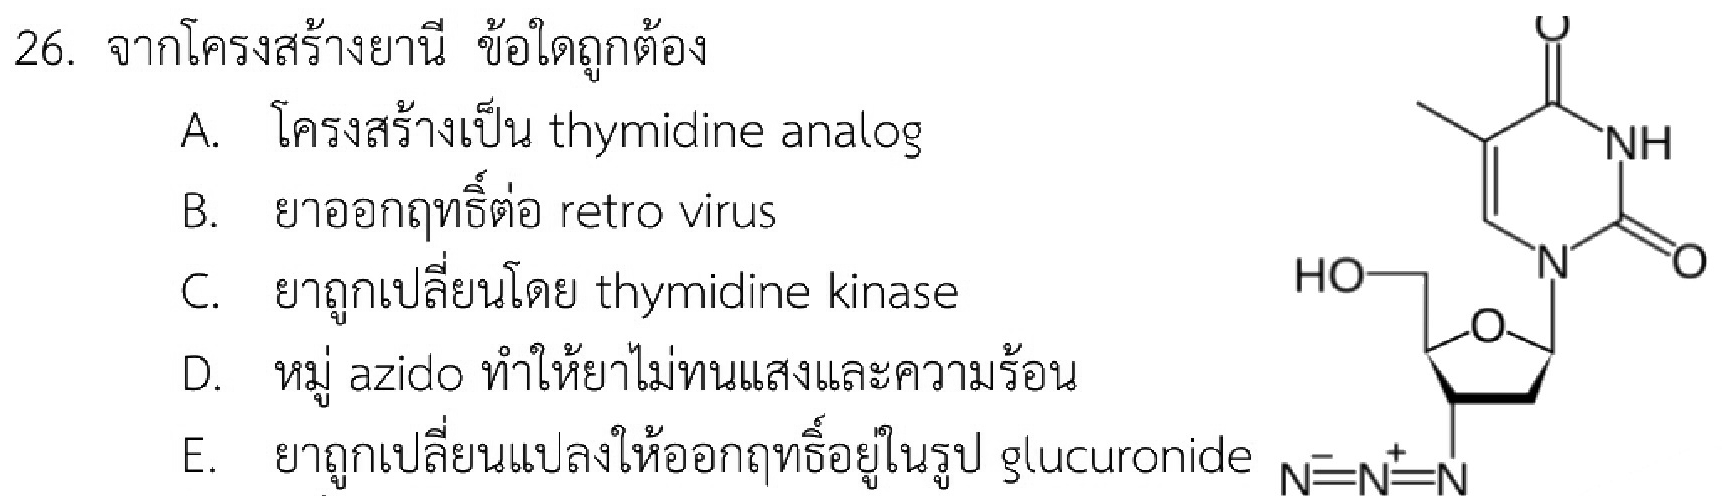 26. จากโครงสร้างยานี้ ข้อใดถูกต้อง
A. โครงสร้างเป็น thymidine analog
B. ยาออกฤทธิ์ต่อ retro virus
C. ยาถูกเปลี่ยนโดย thymidine kinase
D. หมู่ azido ทำให้ยาไม่ทนแสงและความร้อน
E. ยาถูกเปลี่ยนแปลงให้ออกฤทธิ์อยู่ในรูป glucuronide
O
NH
O
N
HO
O
N=N=N